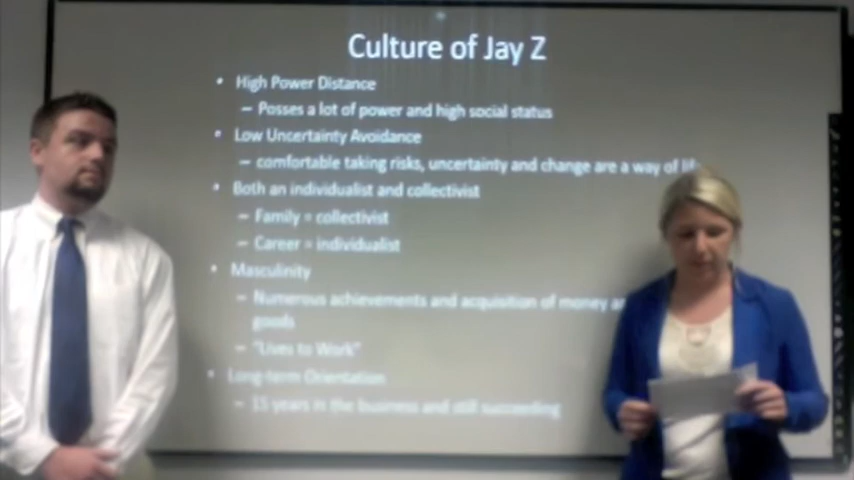 Culture of Jay Z
• High Power Distance
– Posses a lot of power and high social status
• Low Uncertainty Avoidance
– comfortable taking risks, uncertainty and change are a way of
• Both an individualist and collectivist
– Family = collectivist
– Career = individualist
• Masculinity
– Numerous achievements and acquisition of money
goods
– "Lives to Work"
• Long-term Orientation
– 15 years in the business and still succeeding